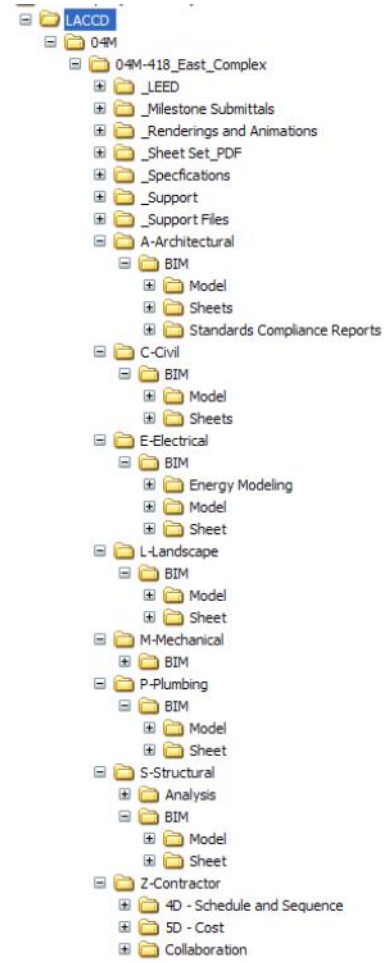 LACCD
04M
04M-418_East_Complex
_LEED
_Milestone Submittals
_Renderings and Animations
_Sheet Set_PDF
_Specfications
_Support
_Support Files
A-Architectural
BIM
Model
Sheets
Standards Compliance Reports
C-Civil
BIM
Model
Sheets
E-Electrical
BIM
Energy Modeling
Model
Sheet
L-Landscape
BIM
Model
Sheet
M-Mechanical
BIM
P-Plumbing
BIM
Model
Sheet
S-Structural
Analysis
BIM
Model
Sheet
Z-Contractor
4D - Schedule and Sequence
5D - Cost
Collaboration